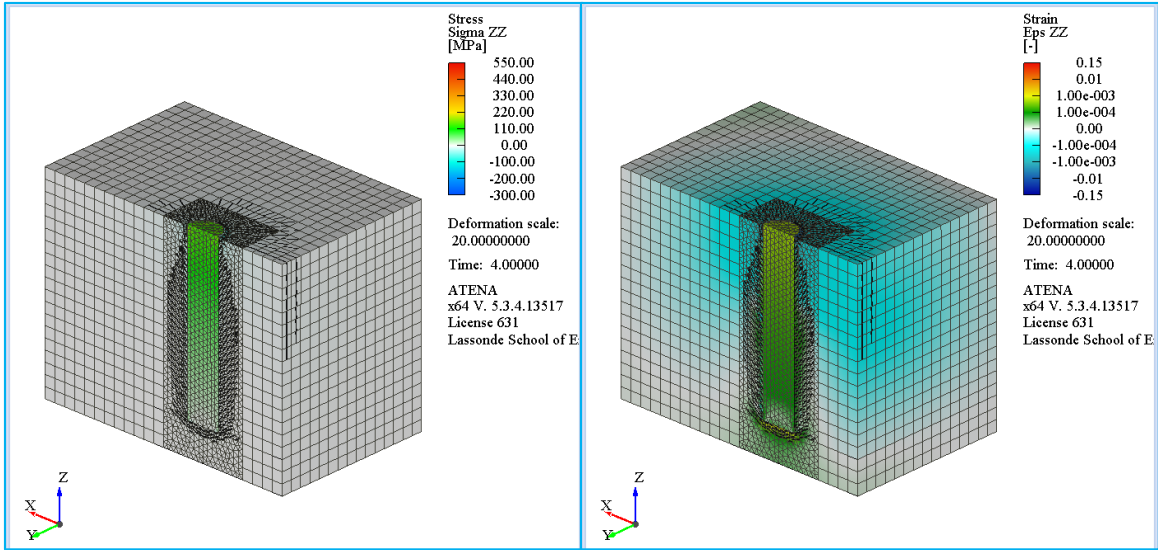 Stress
Sigma ZZ
[MPa]
550.00
440.00
330.00
220.00
110.00
0.00
-100.00
-200.00
-300.00
Deformation scale:
20.00000000
Time: 4.00000
ATENA
x64 V. 5.3.4.13517
License 631
Lassonde School of E
Z
X
Y
Strain
Eps ZZ
[-]
0.15
0.01
1.00e-003
1.00e-004
0.00
-1.00e-004
-1.00e-003
-0.01
-0.15
Deformation scale:
20.00000000
Time: 4.00000
ATENA
x64 V. 5.3.4.13517
License 631
Lassonde School of E
Z
X
Y